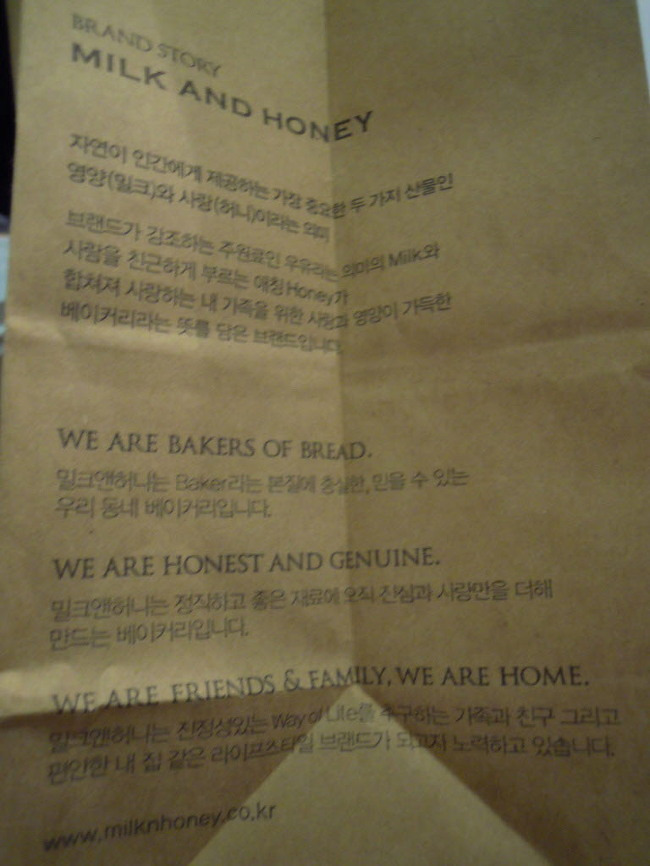 BRAND STORY
MILK AND HONEY
자연이 인간에게 제공하는 가장 중요한 두 가지 산물인
영양(밀크)와 사랑(허니)이라는 의미
브랜드가 강조하는 주원료인 우유라는 의미의 Milk와
사람을 친근하게 부르는 애칭 Honey가
합쳐져 사랑하는 내 가족을 위한 사랑과 영양이 가득한
베이커리라는 뜻를 담은 브랜드입니다.
WE ARE BAKERS OF BREAD.
밀크앤허니는 Baker라는 본질에 충실한, 믿을 수 있는
우리 동네 베이커리입니다.
WE ARE HONEST AND GENUINE.
밀크앤허니는 정직하고 좋은 재료에 오직 진심과 사랑만을 더해
만드는 베이커리입니다.
WE ARE FRIENDS & FAMILY, WE ARE HOME.
밀크앤허니는 진정성있는 Way of Life를 추구하는 가족과 친구 그리고
편안한 내 집 같은 라이프스타일 브랜드가 되고자 노력하고 있습니다.
www.milknhoney.co.kr